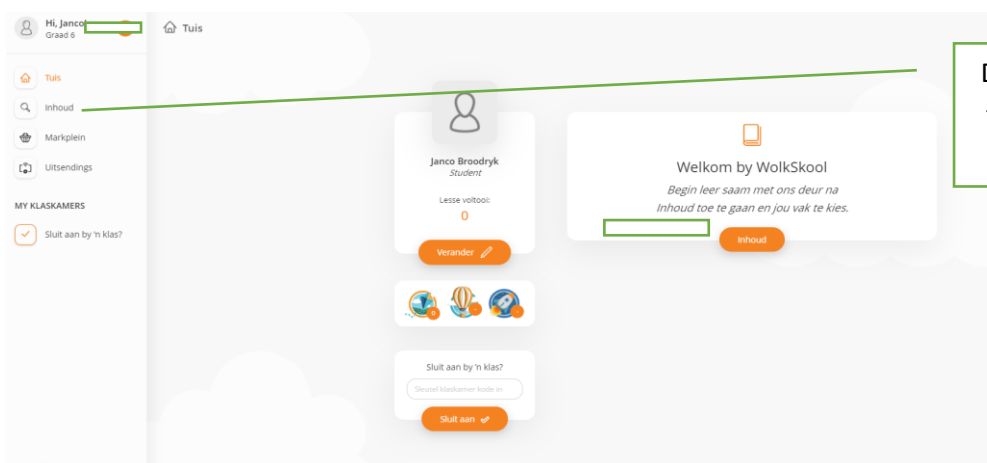 Hi, Janco!
Graad 6
Tuis
Tuis
Inhoud
Markplein
Uitsendings
MY KLASKAMERS
Sluit aan by 'n klas?
Janco Broodryk
Student
Lesse voltooi:
0
Verander
0
Sluit aan by 'n klas?
Sleutel klaskamer kode in
Sluit aan
Welkom by WolkSkool
Begin leer saam met ons deur na
Inhoud toe te gaan en jou vak te kies.
Inhoud